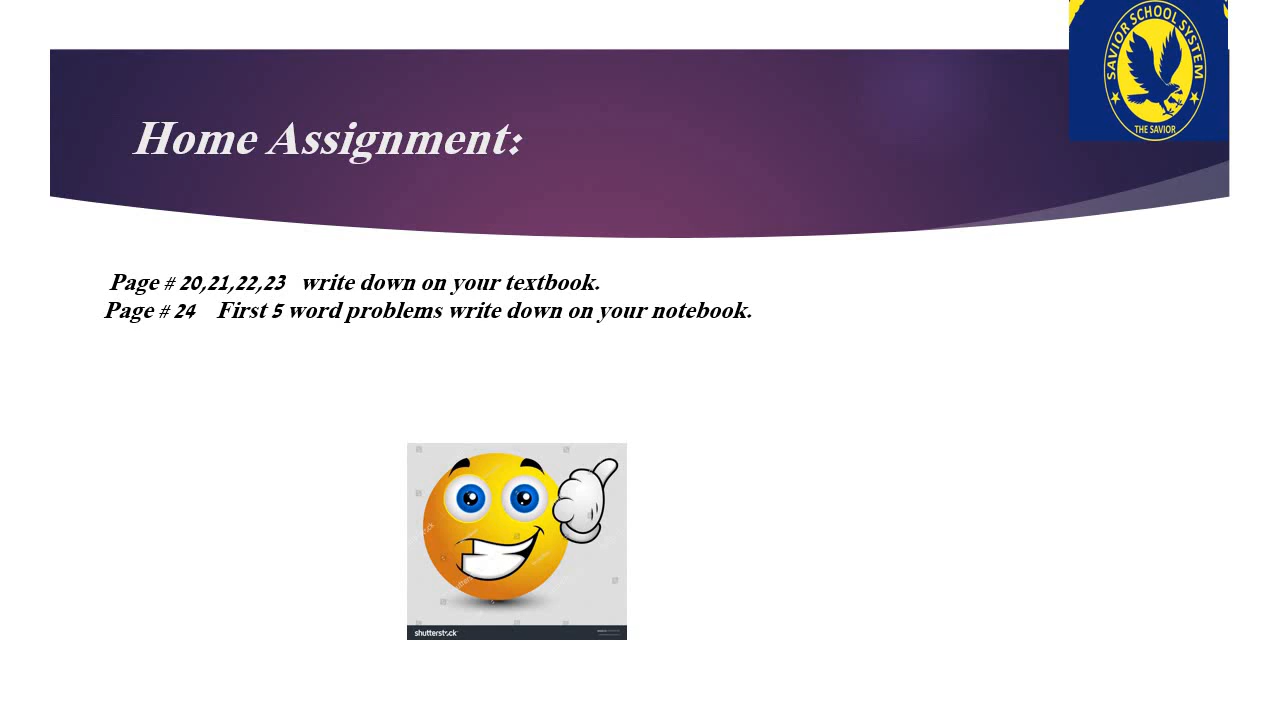 SAVIOR SCHOOL SYSTEM
THE SAVIOR
Home Assignment:
Page # 20,21,22,23 write down on your textbook.
Page # 24 First 5 word problems write down on your notebook.
shutterstock